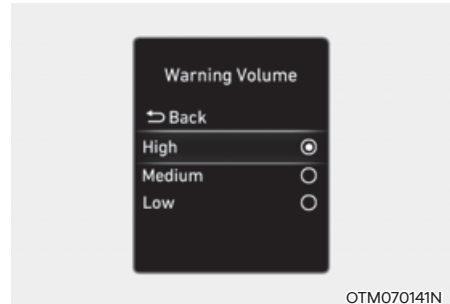 Warning Volume
Back
High
Medium
Low
OTM070141N